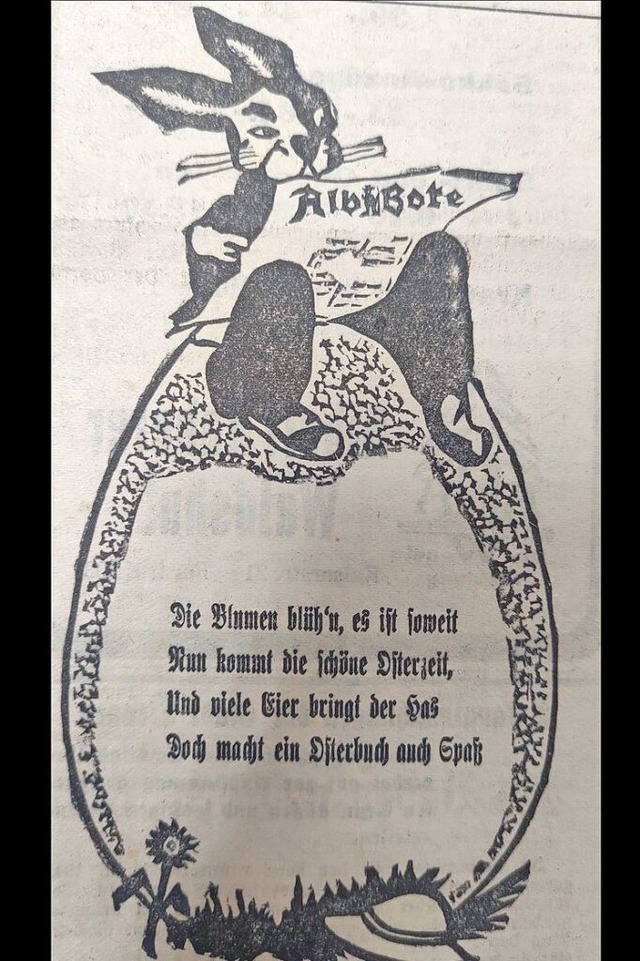 Alb Bote
Die Blumen blüh'n, es ist soweit
Nun kommt die schöne Osterzeit,
Und viele Eier bringt der Has
Doch macht ein Osterbuch auch Spaß